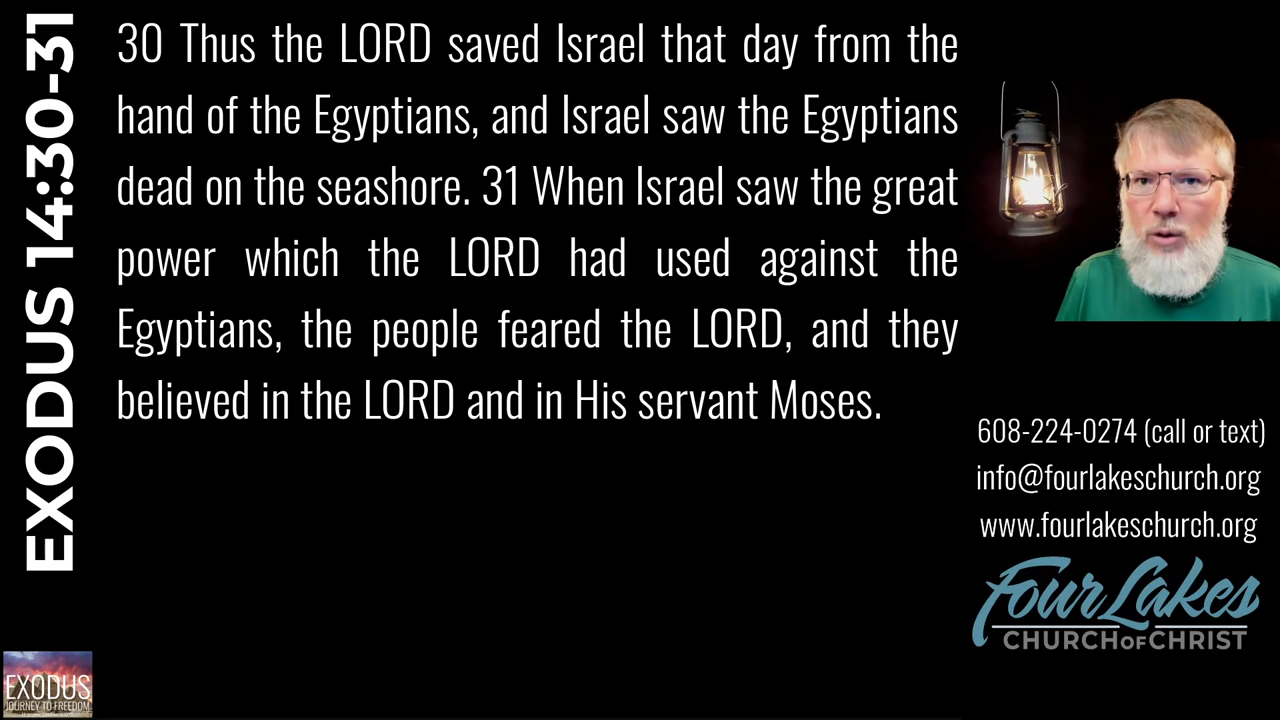 EXODUS 14:30-31
30 Thus the LORD saved Israel that day from the
hand of the Egyptians, and Israel saw the Egyptians
dead on the seashore. 31 When Israel saw the great
power which the LORD had used against the
Egyptians, the people feared the LORD, and they
believed in the LORD and in His servant Moses.
608-224-0274 (call or text)
info@fourlakeschurch.org
www.fourlakeschurch.org
Four Lakes
CHURCH OF CHRIST
EXODUS
JOURNEY TO FREEDOM